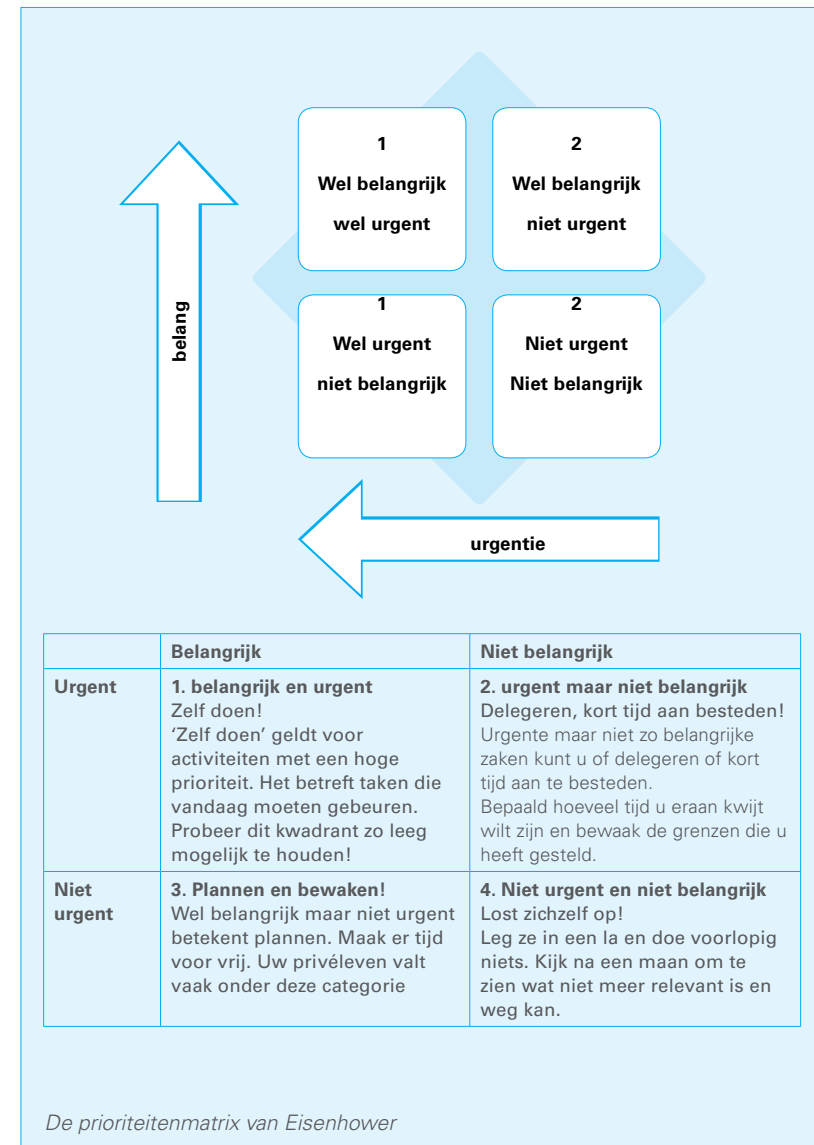 1
Wel belangrijk
wel urgent
2
Wel belangrijk
niet urgent
belang
1
Wel urgent
niet belangrijk
2
Niet urgent
Niet belangrijk
urgentie
Belangrijk
Niet belangrijk
Urgent
1. belangrijk en urgent
Zelf doen!
‘Zelf doen’ geldt voor
activiteiten met een hoge
prioriteit. Het betreft taken die
vandaag moeten gebeuren.
Probeer dit kwadrant zo leeg
mogelijk te houden!
2. urgent maar niet belangrijk
Delegeren, kort tijd aan besteden!
Urgente maar niet zo belangrijke
zaken kunt u of delegeren of kort
tijd aan te besteden.
Bepaald hoeveel tijd u eraan kwijt
wilt zijn en bewaak de grenzen die u
heeft gesteld.
Niet
urgent
3. Plannen en bewaken!
Wel belangrijk maar niet urgent
betekent plannen. Maak er tijd
voor vrij. Uw privéleven valt
vaak onder deze categorie
4. Niet urgent en niet belangrijk
Lost zichzelf op!
Leg ze in een la en doe voorlopig
niets. Kijk na een maan om te
zien wat niet meer relevant is en
weg kan.
De prioriteitenmatrix van Eisenhower